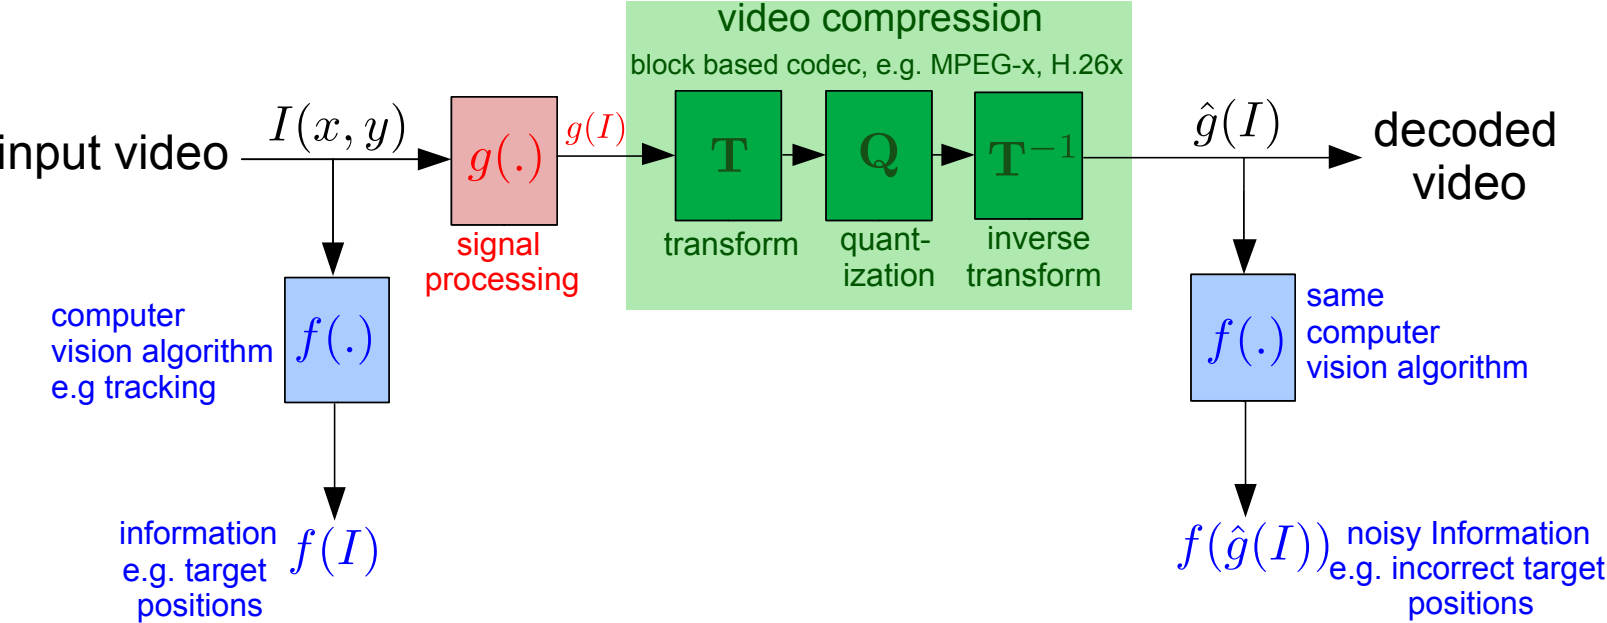 video compression
block based codec, e.g. MPEG-x, H.26x
input video
I(x, y)
g(.)
g(I)
T
Q
T⁻¹
ĝ(I)
decoded
video
signal
processing
transform
quant-
ization
inverse
transform
computer
vision algorithm
e.g tracking
f(.)
f(.)
same
computer
vision algorithm
information
e.g. target
positions
f(I)
f(ĝ(I))
noisy Information
e.g. incorrect target
positions